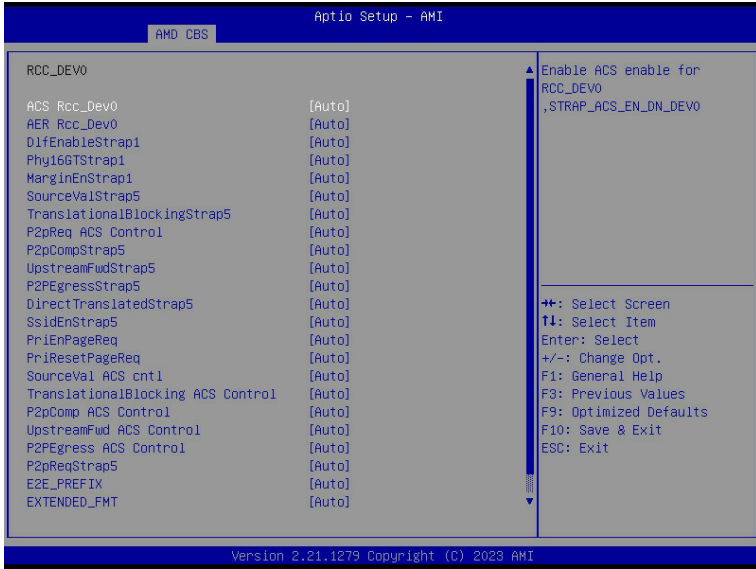 Aptio Setup - AMI
AMD CBS
RCC_DEV0
ACS Rcc_Dev0 [Auto]
AER Rcc_Dev0 [Auto]
DlfEnableStrap1 [Auto]
Phy16GTStrap1 [Auto]
MarginEnStrap1 [Auto]
SourceValStrap5 [Auto]
TranslationalBlockingStrap5 [Auto]
P2pReq ACS Control [Auto]
P2pCompStrap5 [Auto]
UpstreamFwdStrap5 [Auto]
P2PEgressStrap5 [Auto]
DirectTranslatedStrap5 [Auto]
SsidEnStrap5 [Auto]
PriEnPageReq [Auto]
PriResetPageReq [Auto]
SourceVal ACS cntl [Auto]
TranslationalBlocking ACS Control [Auto]
P2pComp ACS Control [Auto]
UpstreamFwd ACS Control [Auto]
P2PEgress ACS Control [Auto]
P2pReqStrap5 [Auto]
E2E_PREFIX [Auto]
EXTENDED_FMT [Auto]
Enable ACS enable for
RCC_DEV0
,STRAP_ACS_EN_DN_DEV0
→←: Select Screen
↑↓: Select Item
Enter: Select
+/-: Change Opt.
F1: General Help
F3: Previous Values
F9: Optimized Defaults
F10: Save & Exit
ESC: Exit
Version 2.21.1279 Copyright (C) 2023 AMI